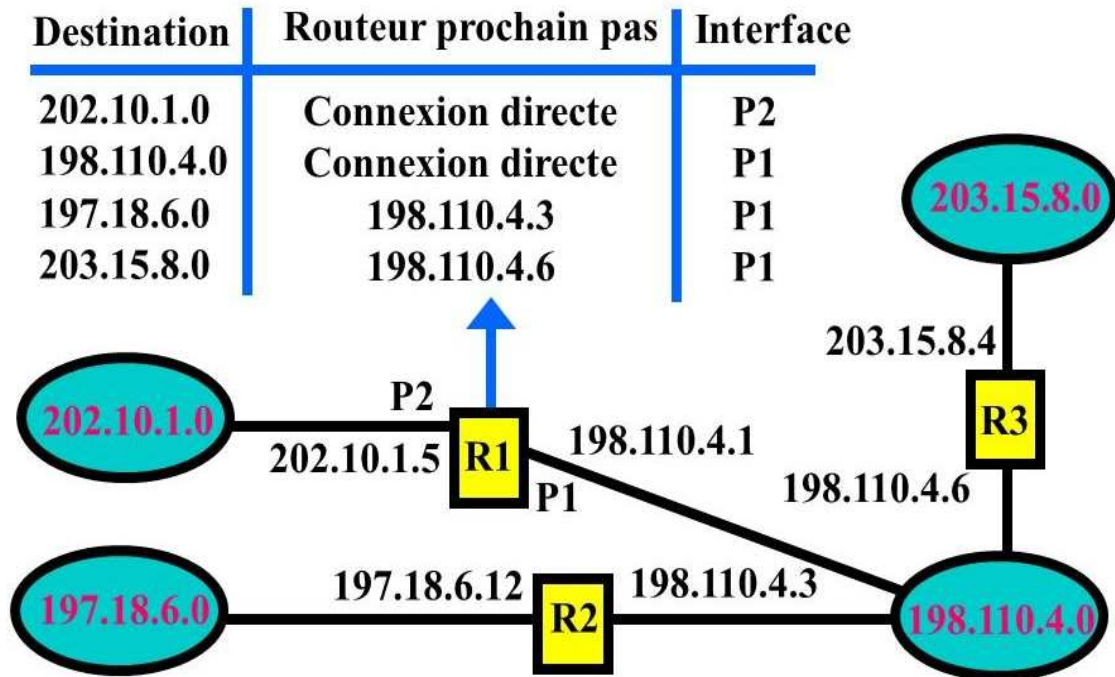 Destination Routeur prochain pas Interface
202.10.1.0 Connexion directe P2
198.110.4.0 Connexion directe P1
197.18.6.0 198.110.4.3 P1
203.15.8.0 198.110.4.6 P1
203.15.8.0
203.15.8.4
202.10.1.0
P2
202.10.1.5
R1
198.110.4.1
P1
R3
198.110.4.6
197.18.6.0
197.18.6.12
R2
198.110.4.3
198.110.4.0